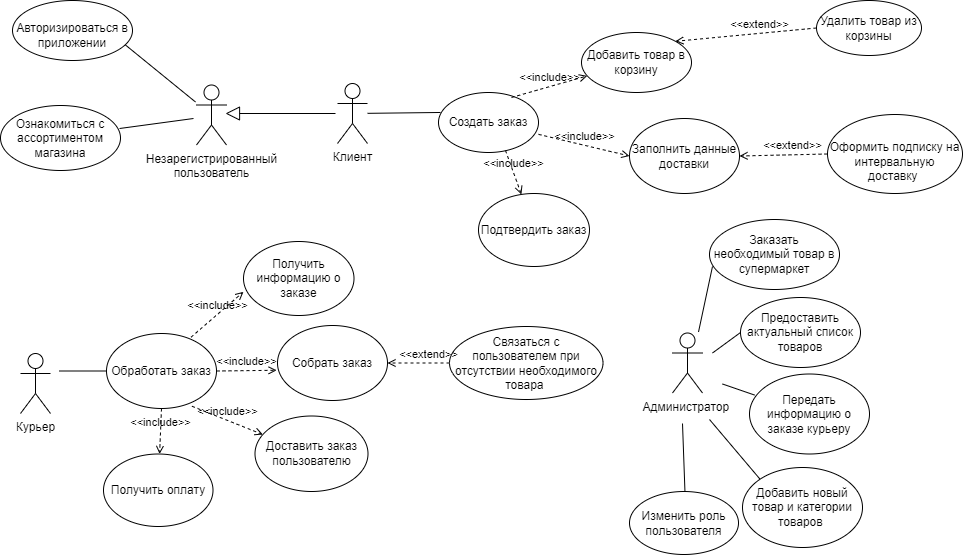 Авторизироваться в
приложении
Ознакомиться с
ассортиментом
магазина
Незарегистрированный
пользователь
Клиент
Создать заказ
<<include>>
Добавить товар в
корзину
<<extend>>
Удалить товар из
корзины
<<include>>
Заполнить данные
доставки
<<extend>>
Оформить подписку на
интервальную
доставку
<<include>>
Подтвердить заказ
Курьер
Обработать заказ
<<include>>
Получить
информацию о
заказе
<<include>>
Собрать заказ
<<extend>>
Связаться с
пользователем при
отсутствии необходимого
товара
<<include>>
Доставить заказ
пользователю
<<include>>
Получить оплату
Администратор
Заказать
необходимый товар в
супермаркет
Предоставить
актуальный список
товаров
Передать
информацию о
заказе курьеру
Добавить новый
товар и категории
товаров
Изменить роль
пользователя